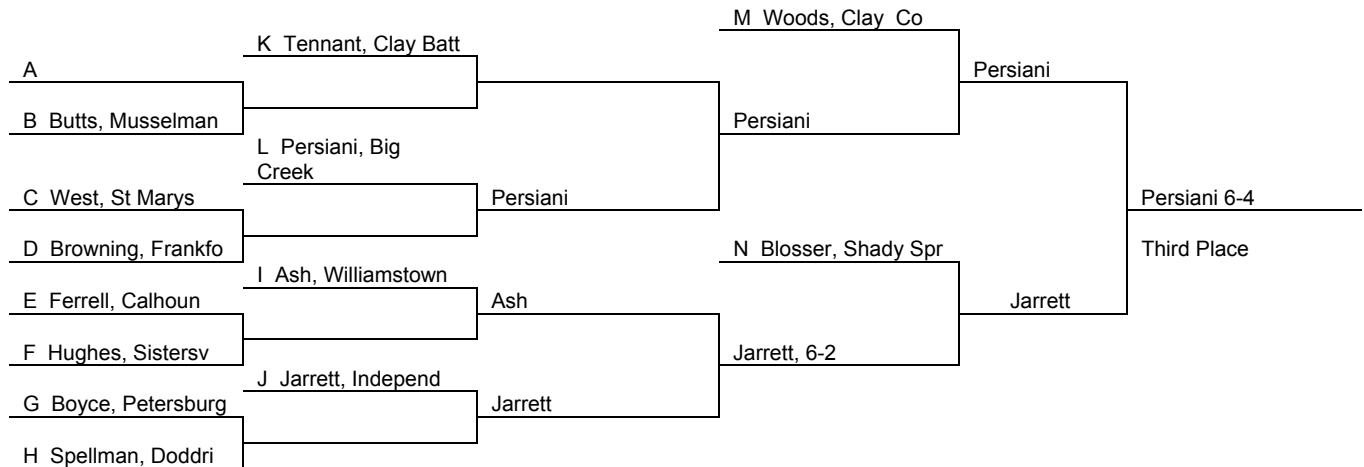 M Woods, Clay Co
K Tennant, Clay Batt
A
Persiani
B Butts, Musselman
Persiani
L Persiani, Big
Creek
C West, St Marys
Persiani
Persiani 6-4
D Browning, Frankfo
N Blosser, Shady Spr
Third Place
I Ash, Williamstown
E Ferrell, Calhoun
Ash
Jarrett
F Hughes, Sistersv
Jarrett, 6-2
J Jarrett, Independ
G Boyce, Petersburg
Jarrett
H Spellman, Doddri